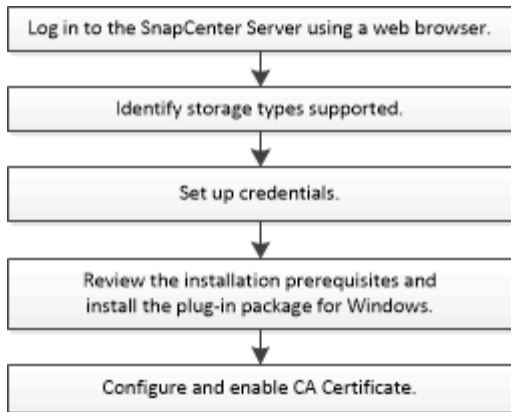 Log in to the SnapCenter Server using a web browser.
Identify storage types supported.
Set up credentials.
Review the installation prerequisites and
install the plug-in package for Windows.
Configure and enable CA Certificate.